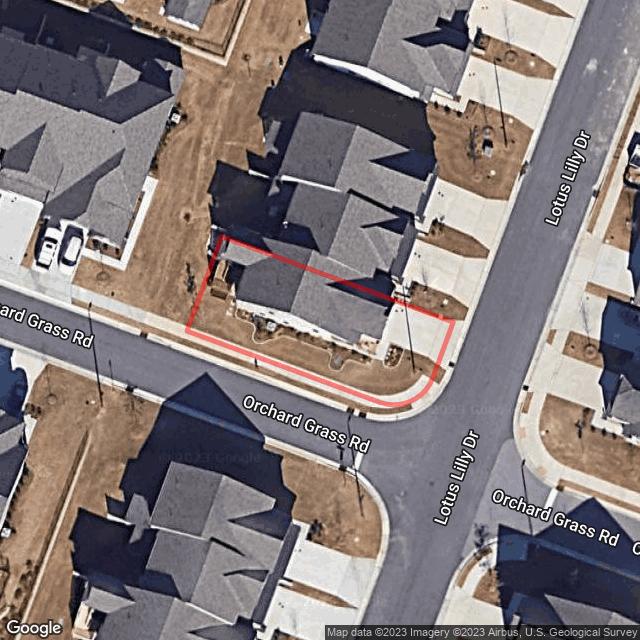 Lotus Lilly Dr
hard Grass Rd
Orchard Grass Rd
Lotus Lilly Dr
Orchard Grass Rd
O
Google
Map data ©2023 Imagery ©2023 Airbus, U.S. Geological Survey